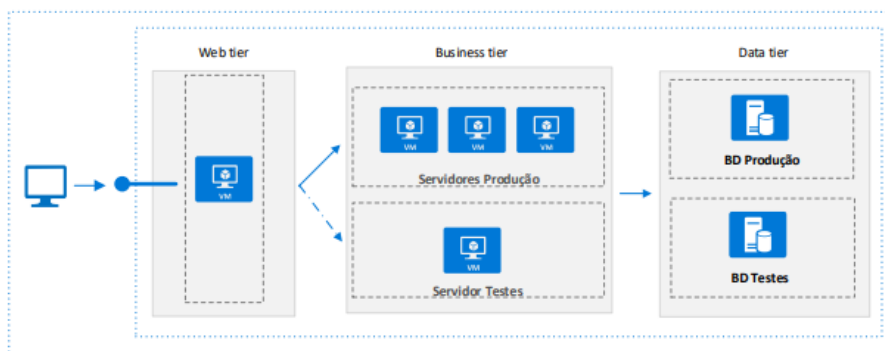 Web tier
Business tier
Data tier
VM
VM
VM
VM
Servidores Produção
VM
Servidor Testes
BD Produção
BD Testes